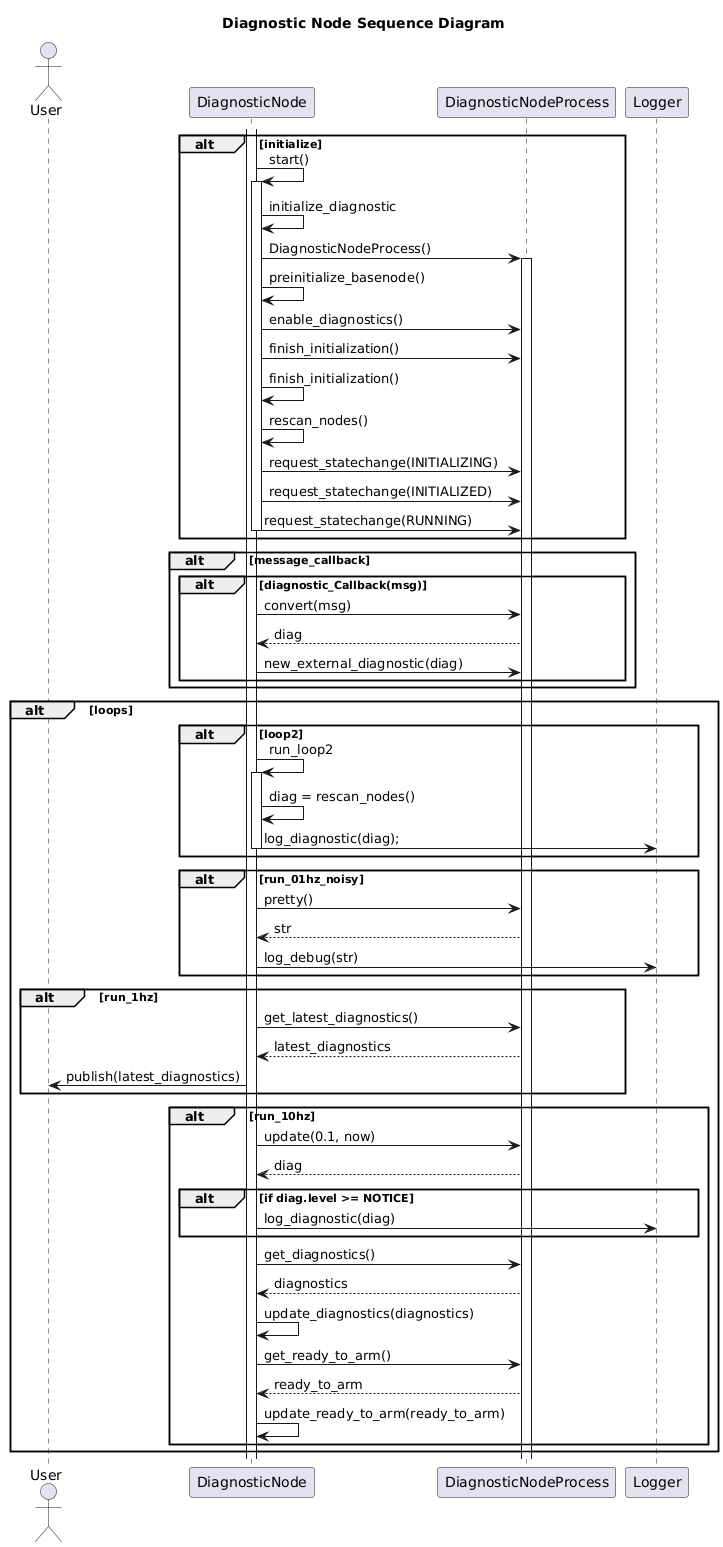 Diagnostic Node Sequence Diagram
User
DiagnosticNode
DiagnosticNodeProcess
Logger
alt
[initialize]
start()
initialize_diagnostic
DiagnosticNodeProcess()
preinitialize_basenode()
enable_diagnostics()
finish_initialization()
finish_initialization()
rescan_nodes()
request_statechange(INITIALIZING)
request_statechange(INITIALIZED)
request_statechange(RUNNING)
alt
[message_callback]
alt
[diagnostic_Callback(msg)]
convert(msg)
diag
new_external_diagnostic(diag)
alt
[loops]
alt
[loop2]
run_loop2
diag = rescan_nodes()
log_diagnostic(diag);
alt
[run_01hz_noisy]
pretty()
str
log_debug(str)
alt
[run_1hz]
get_latest_diagnostics()
latest_diagnostics
publish(latest_diagnostics)
alt
[run_10hz]
update(0.1, now)
diag
alt
[if diag.level >= NOTICE]
log_diagnostic(diag)
get_diagnostics()
diagnostics
update_diagnostics(diagnostics)
get_ready_to_arm()
ready_to_arm
update_ready_to_arm(ready_to_arm)
User
DiagnosticNode
DiagnosticNodeProcess
Logger